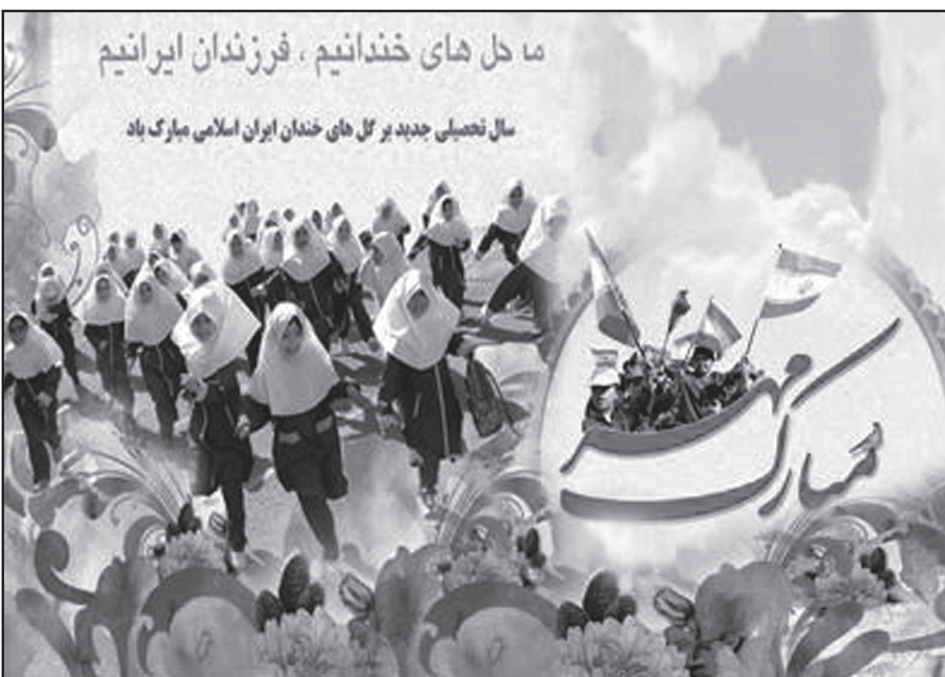 ما گل های خندانیم ، فرزندان ایرانیم
سال تحصیلی جدید بر گل های خندان ایران اسلامی مبارک باد
مهر
مبارک